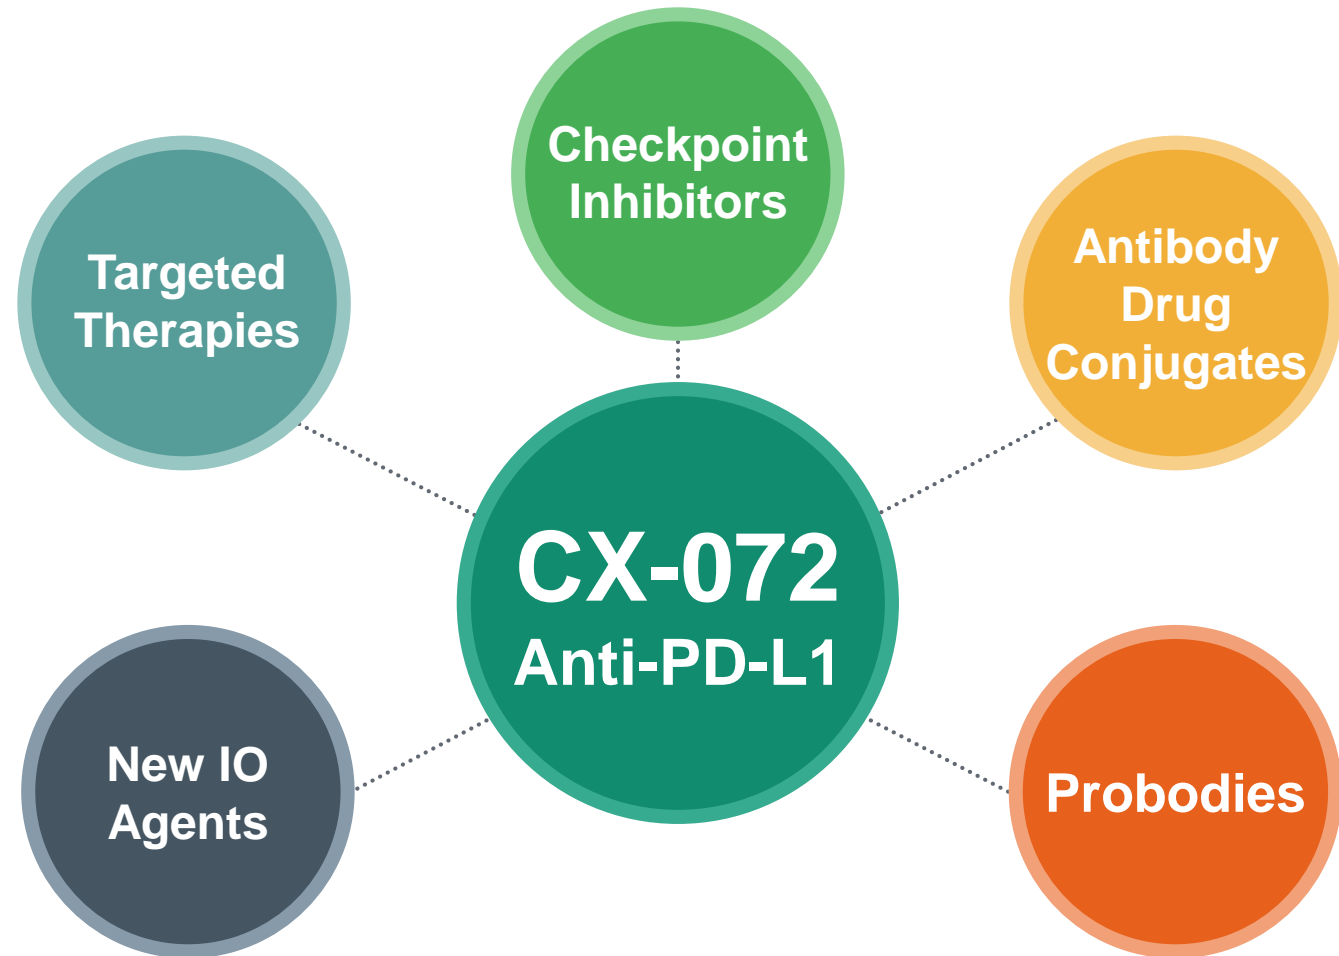 Checkpoint
Inhibitors
Targeted
Therapies
Antibody
Drug
Conjugates
CX-072
Anti-PD-L1
New IO
Agents
Probodies